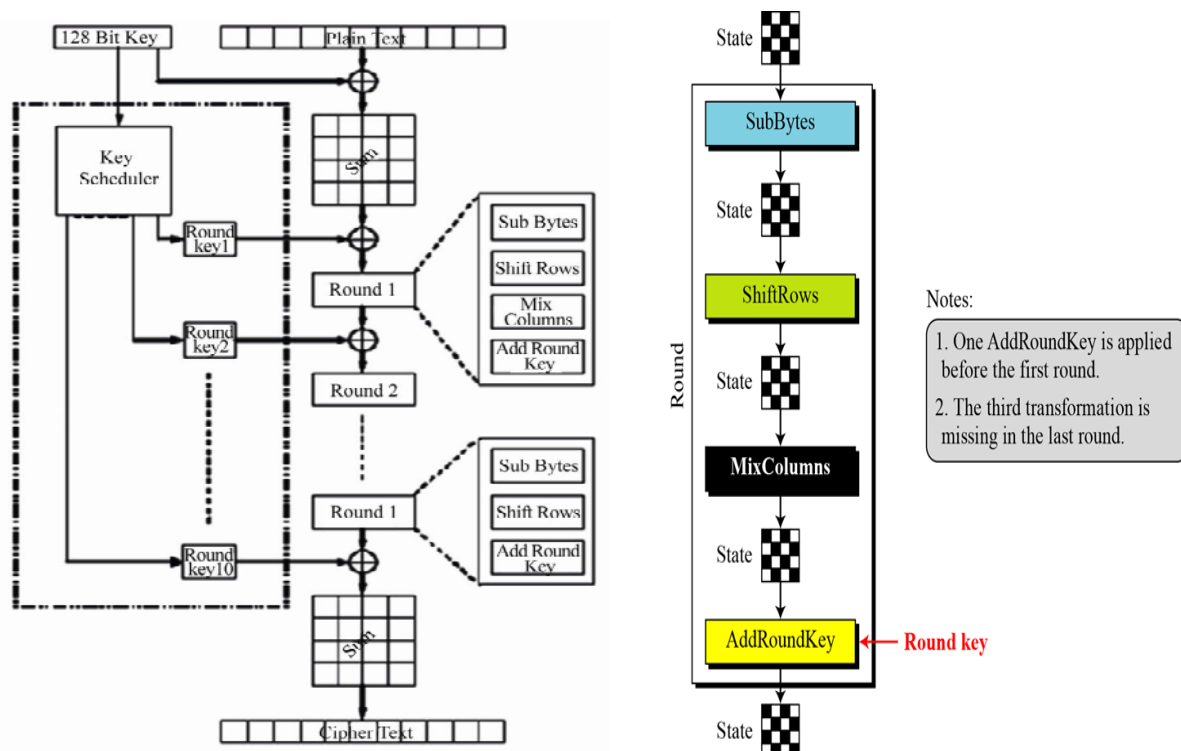 128 Bit Key
Plain Text
Key
Scheduler
Sum
Round
key1
Round 1
Sub Bytes
Shift Rows
Mix
Columns
Add Round
Key
Round
key2
Round 2
Round 1
Sub Bytes
Shift Rows
Add Round
Key
Round
key10
Sum
Cipher Text
State
Round
SubBytes
State
ShiftRows
State
MixColumns
State
AddRoundKey
Round key
State
Notes:
1. One AddRoundKey is applied
before the first round.
2. The third transformation is
missing in the last round.